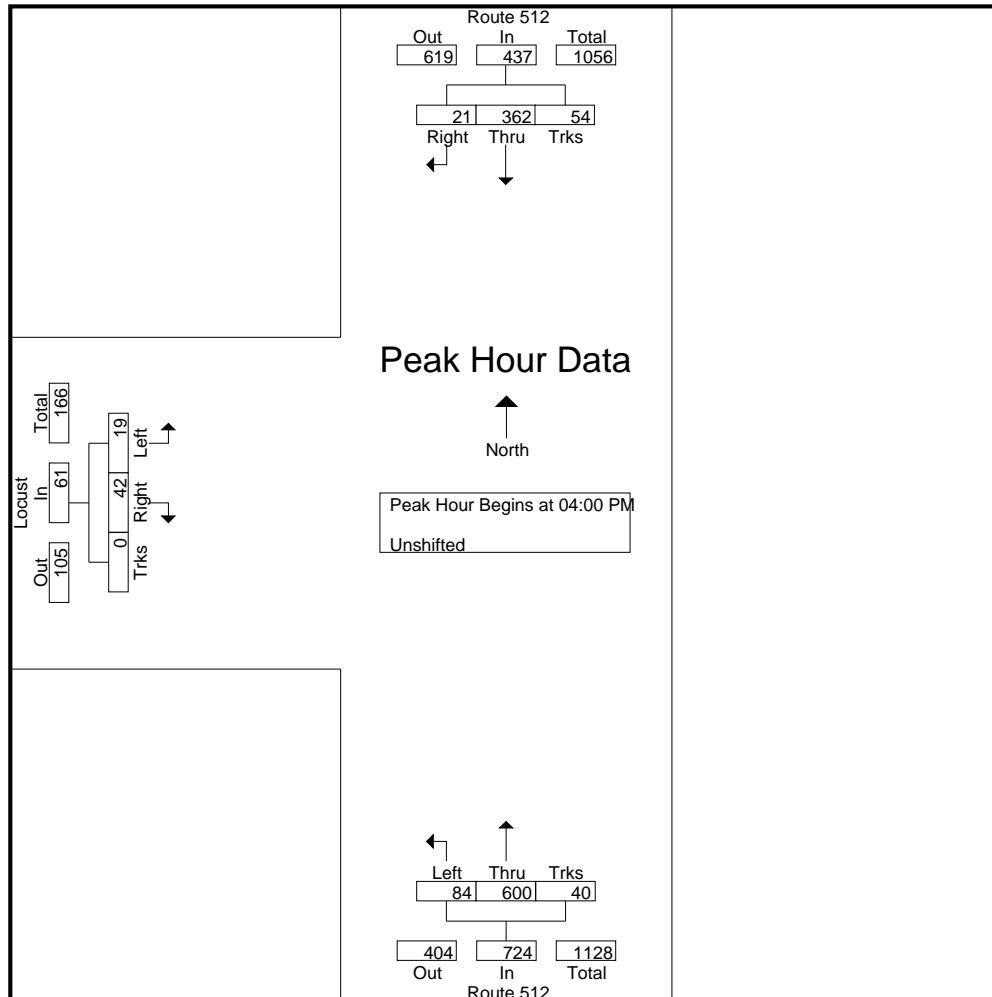 Route 512
Out In Total
619 437 1056
21 362 54
Right Thru Trks
Peak Hour Data
North
Peak Hour Begins at 04:00 PM
Unshifted
Locust
Out In Total
105 61 166
0 42 19
Trks Right Left
Left Thru Trks
84 600 40
404 724 1128
Out In Total
Route 512